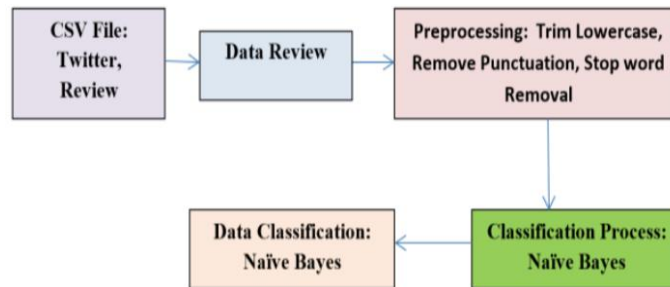 CSV File:
Twitter,
Review
Data Review
Preprocessing: Trim Lowercase,
Remove Punctuation, Stop word
Removal
Classification Process:
Naïve Bayes
Data Classification:
Naïve Bayes